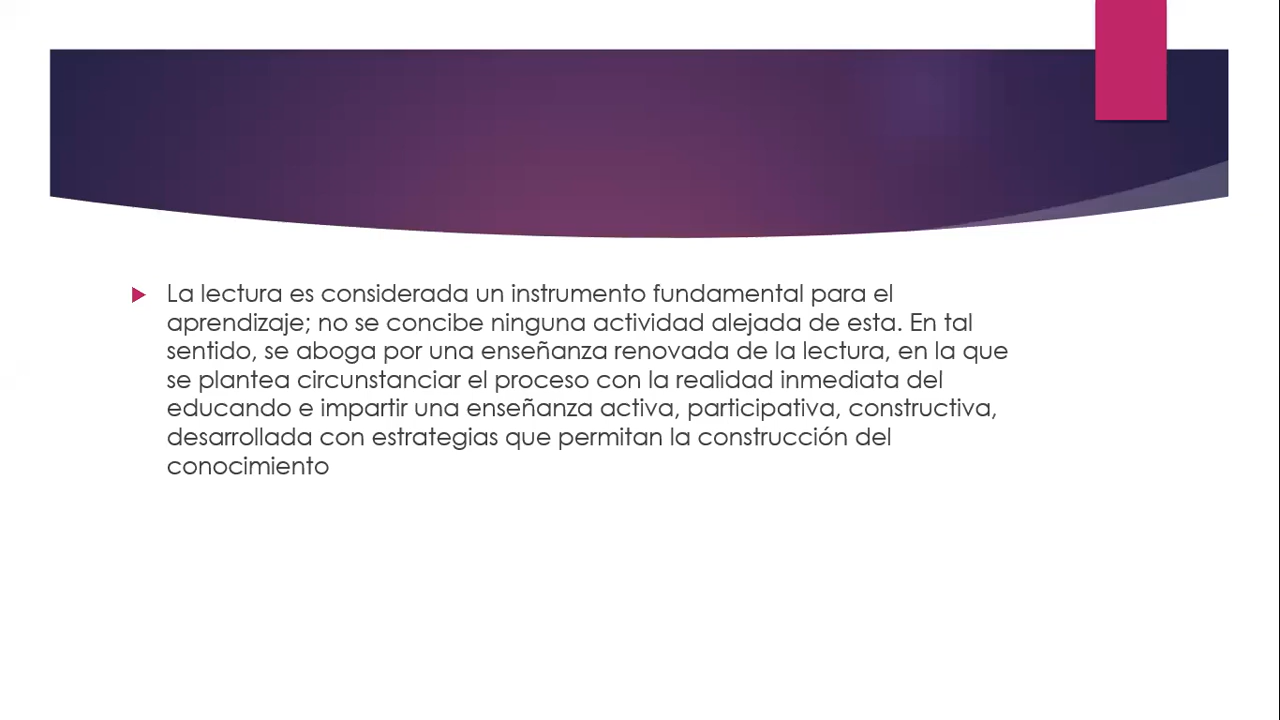 La lectura es considerada un instrumento fundamental para el
aprendizaje; no se concibe ninguna actividad alejada de esta. En tal
sentido, se aboga por una enseñanza renovada de la lectura, en la que
se plantea circunstanciar el proceso con la realidad inmediata del
educando e impartir una enseñanza activa, participativa, constructiva,
desarrollada con estrategias que permitan la construcción del
conocimiento